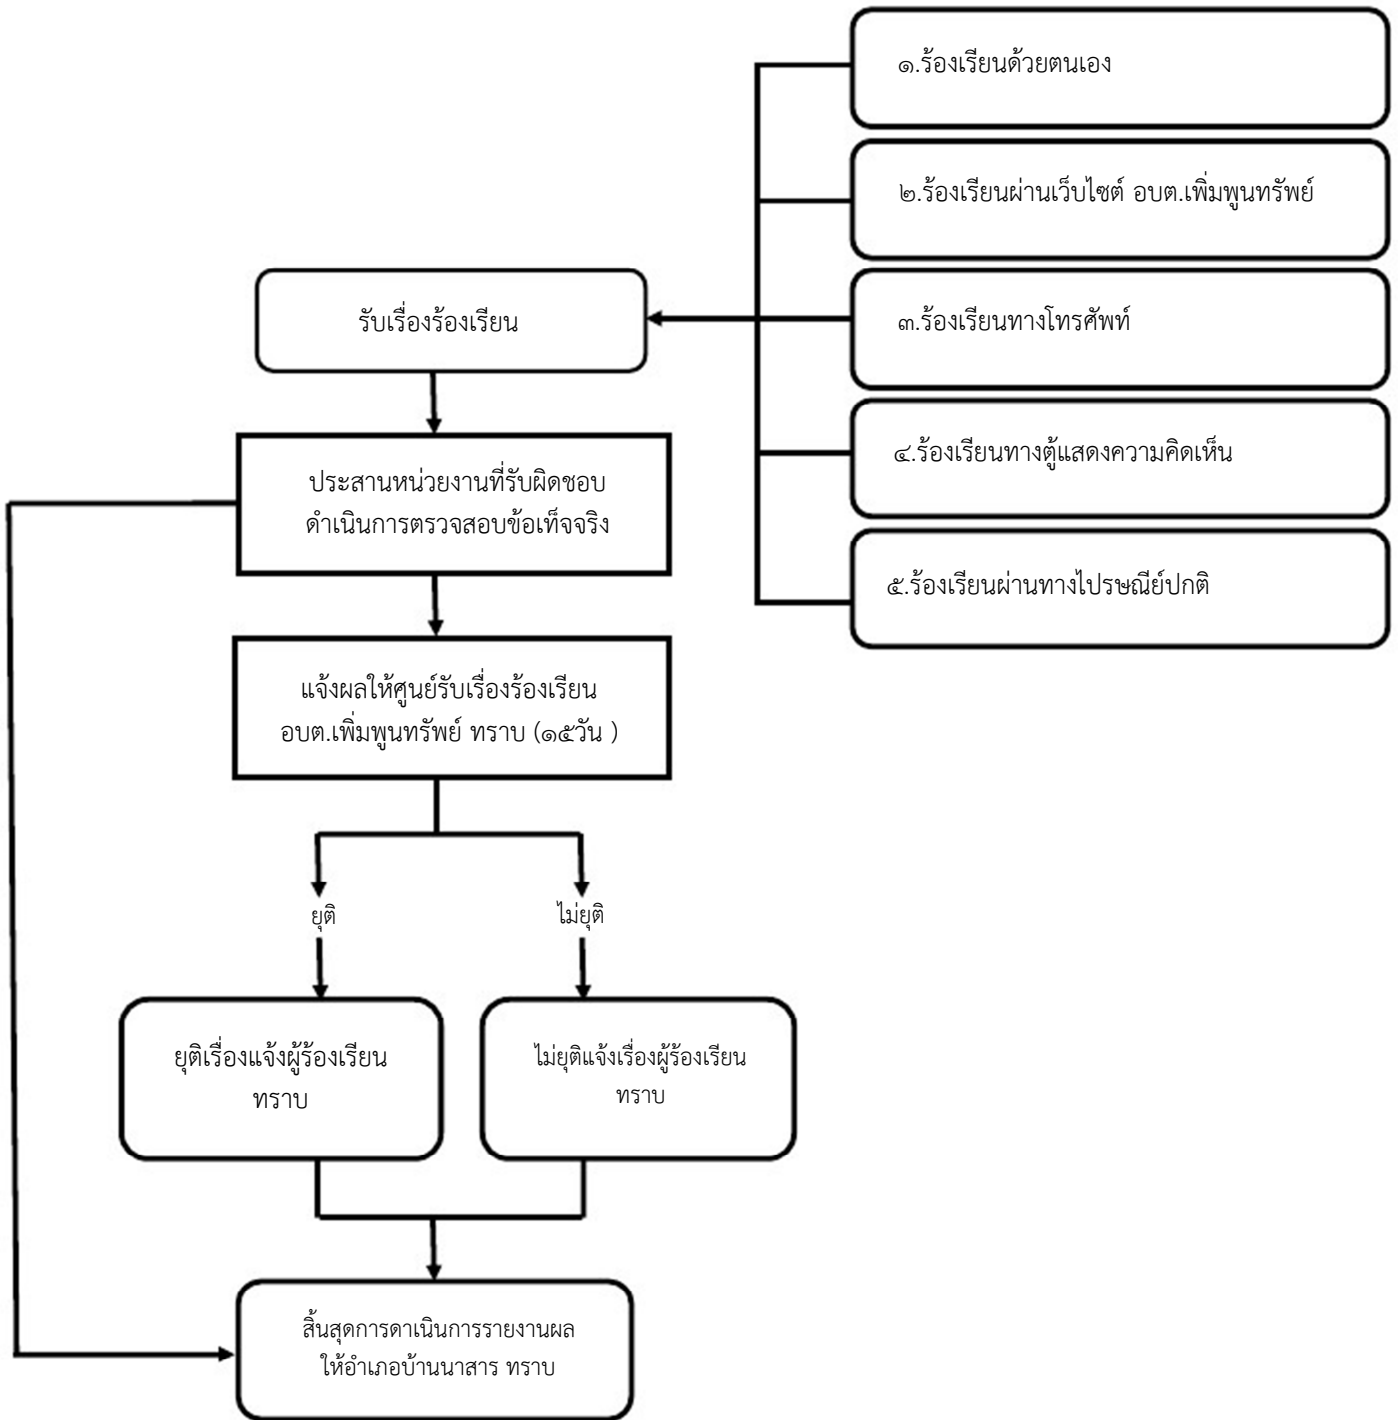 ๑.ร้องเรียนด้วยตนเอง
๒.ร้องเรียนผ่านเว็บไซต์ อบต.เพิ่มพูนทรัพย์
รับเรื่องร้องเรียน
๓.ร้องเรียนทางโทรศัพท์
๔.ร้องเรียนทางตู้แสดงความคิดเห็น
ประสานหน่วยงานที่รับผิดชอบ
ดำเนินการตรวจสอบข้อเท็จจริง
๕.ร้องเรียนผ่านทางไปรษณีย์ปกติ
แจ้งผลให้ศูนย์รับเรื่องร้องเรียน
อบต.เพิ่มพูนทรัพย์ ทราบ (๑๕วัน )
ยุติ
ไม่ยุติ
ยุติเรื่องแจ้งผู้ร้องเรียน
ทราบ
ไม่ยุติแจ้งเรื่องผู้ร้องเรียน
ทราบ
สิ้นสุดการดาเนินการรายงานผล
ให้อำเภอบ้านนาสาร ทราบ